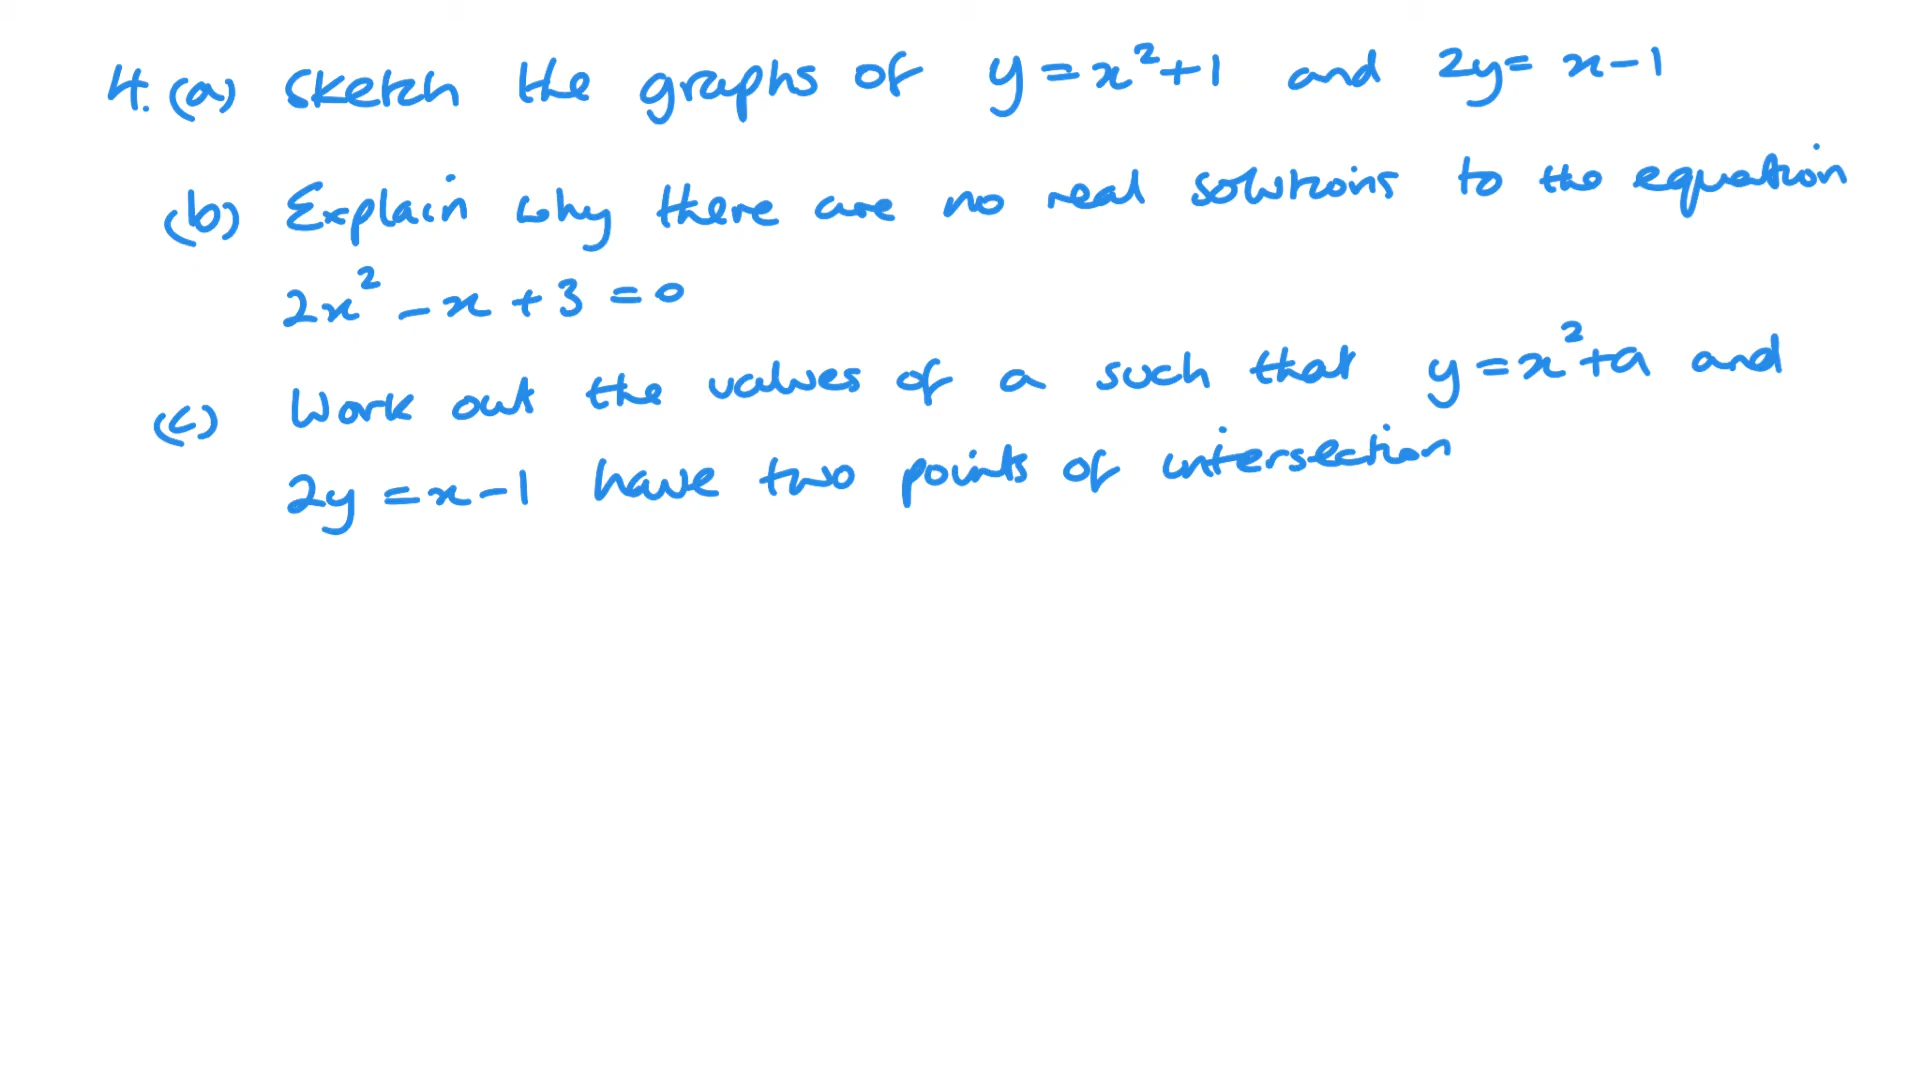 4. (a) Sketch the graphs of y = x² + 1 and 2y = x - 1
(b) Explain why there are no real solutions to the equation
2x² - x + 3 = 0
(c) Work out the values of a such that y = x² + a and
2y = x - 1 have two points of intersection